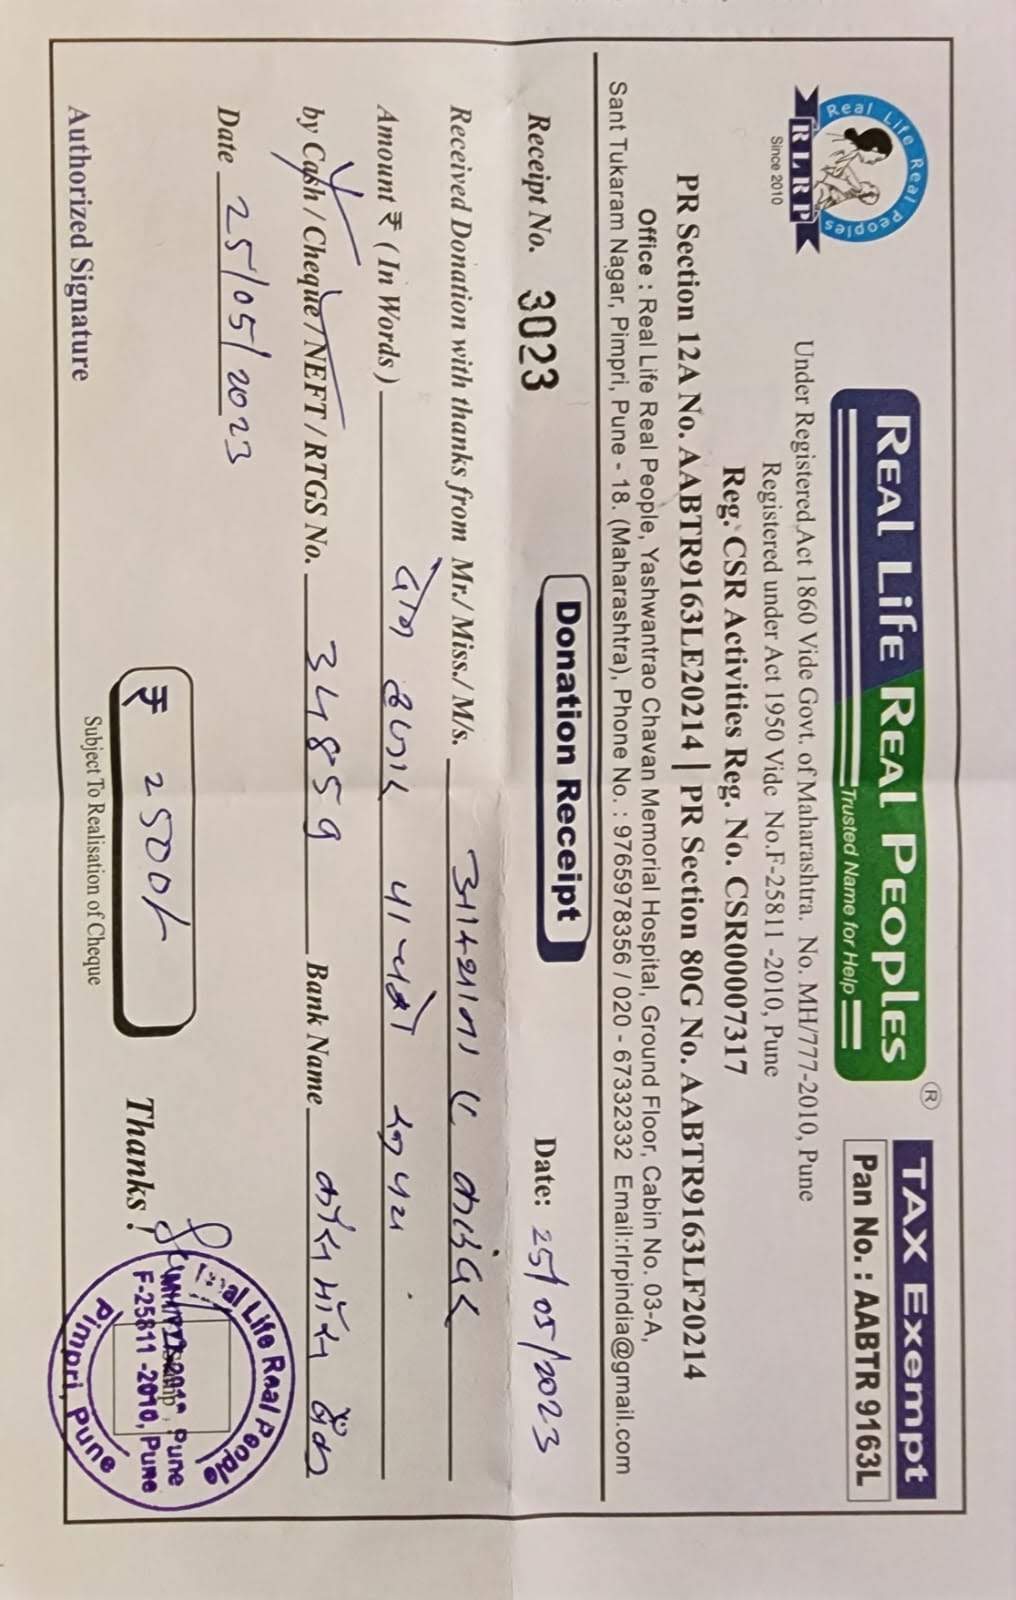 Real Life Real Peoples
RLRP
Since 2010
REAL LIFE REAL PEOPLES ®
Trusted Name for Help
TAX Exempt
Pan No. : AABTR 9163L
Under Registered Act 1860 Vide Govt. of Maharashtra. No. MH/777-2010, Pune
Registered under Act 1950 Vide No.F-25811 -2010, Pune
Reg. CSR Activities Reg. No. CSR00007317
PR Section 12A No. AABTR9163LE20214 | PR Section 80G No. AABTR9163LF20214
Office : Real Life Real People, Yashwantrao Chavan Memorial Hospital, Ground Floor, Cabin No. 03-A,
Sant Tukaram Nagar, Pimpri, Pune - 18. (Maharashtra), Phone No. : 9765978356 / 020 - 67332332 Email:rlrpindia@gmail.com
Receipt No. 3023 Donation Receipt Date: 25/05/2023
Received Donation with thanks from Mr./ Miss./ M/s.
Amount ₹ ( In Words ) दोन हजार पाचशे रुपय
by Cash / Cheque / NEFT / RTGS No. 34859 Bank Name कॉसमॉस बँक
Date 25/05/2023
₹ 2500/-
Thanks !
Subject To Realisation of Cheque
Authorized Signature
Real Life Real People
F-25811 -2010, Pune
Pimpri, Pune